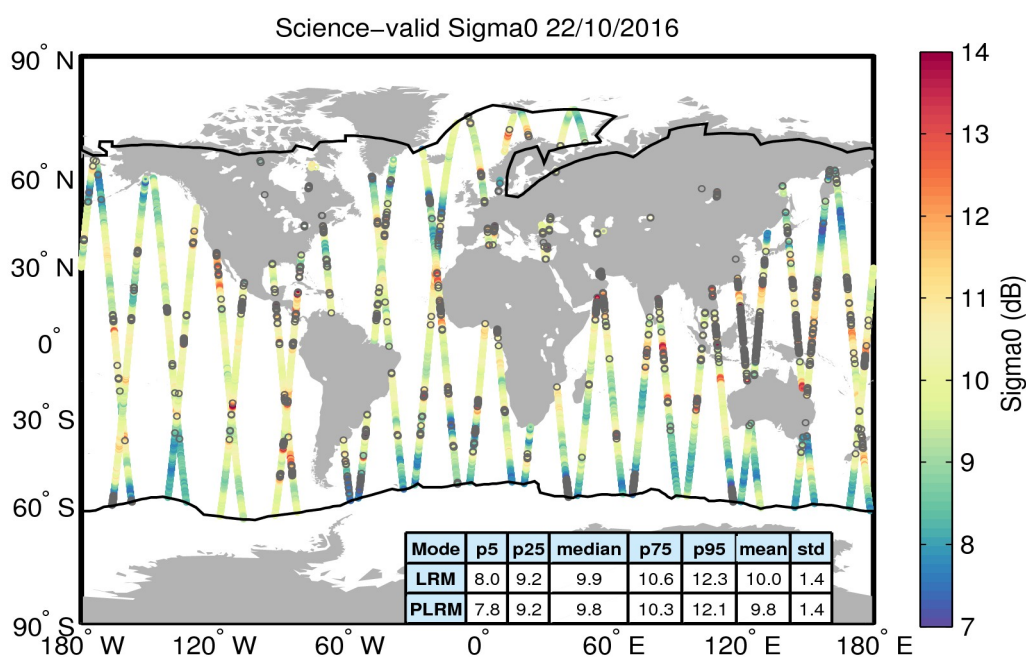 Science−valid Sigma0 22/10/2016
90° N
60° N
30° N
0°
30° S
60° S
90° S
180° W
120° W
60° W
0°
60° E
120° E
180° E
14
13
12
11
10
9
8
7
Sigma0 (dB)
Mode p5 p25 median p75 p95 mean std
LRM 8.0 9.2 9.9 10.6 12.3 10.0 1.4
PLRM 7.8 9.2 9.8 10.3 12.1 9.8 1.4